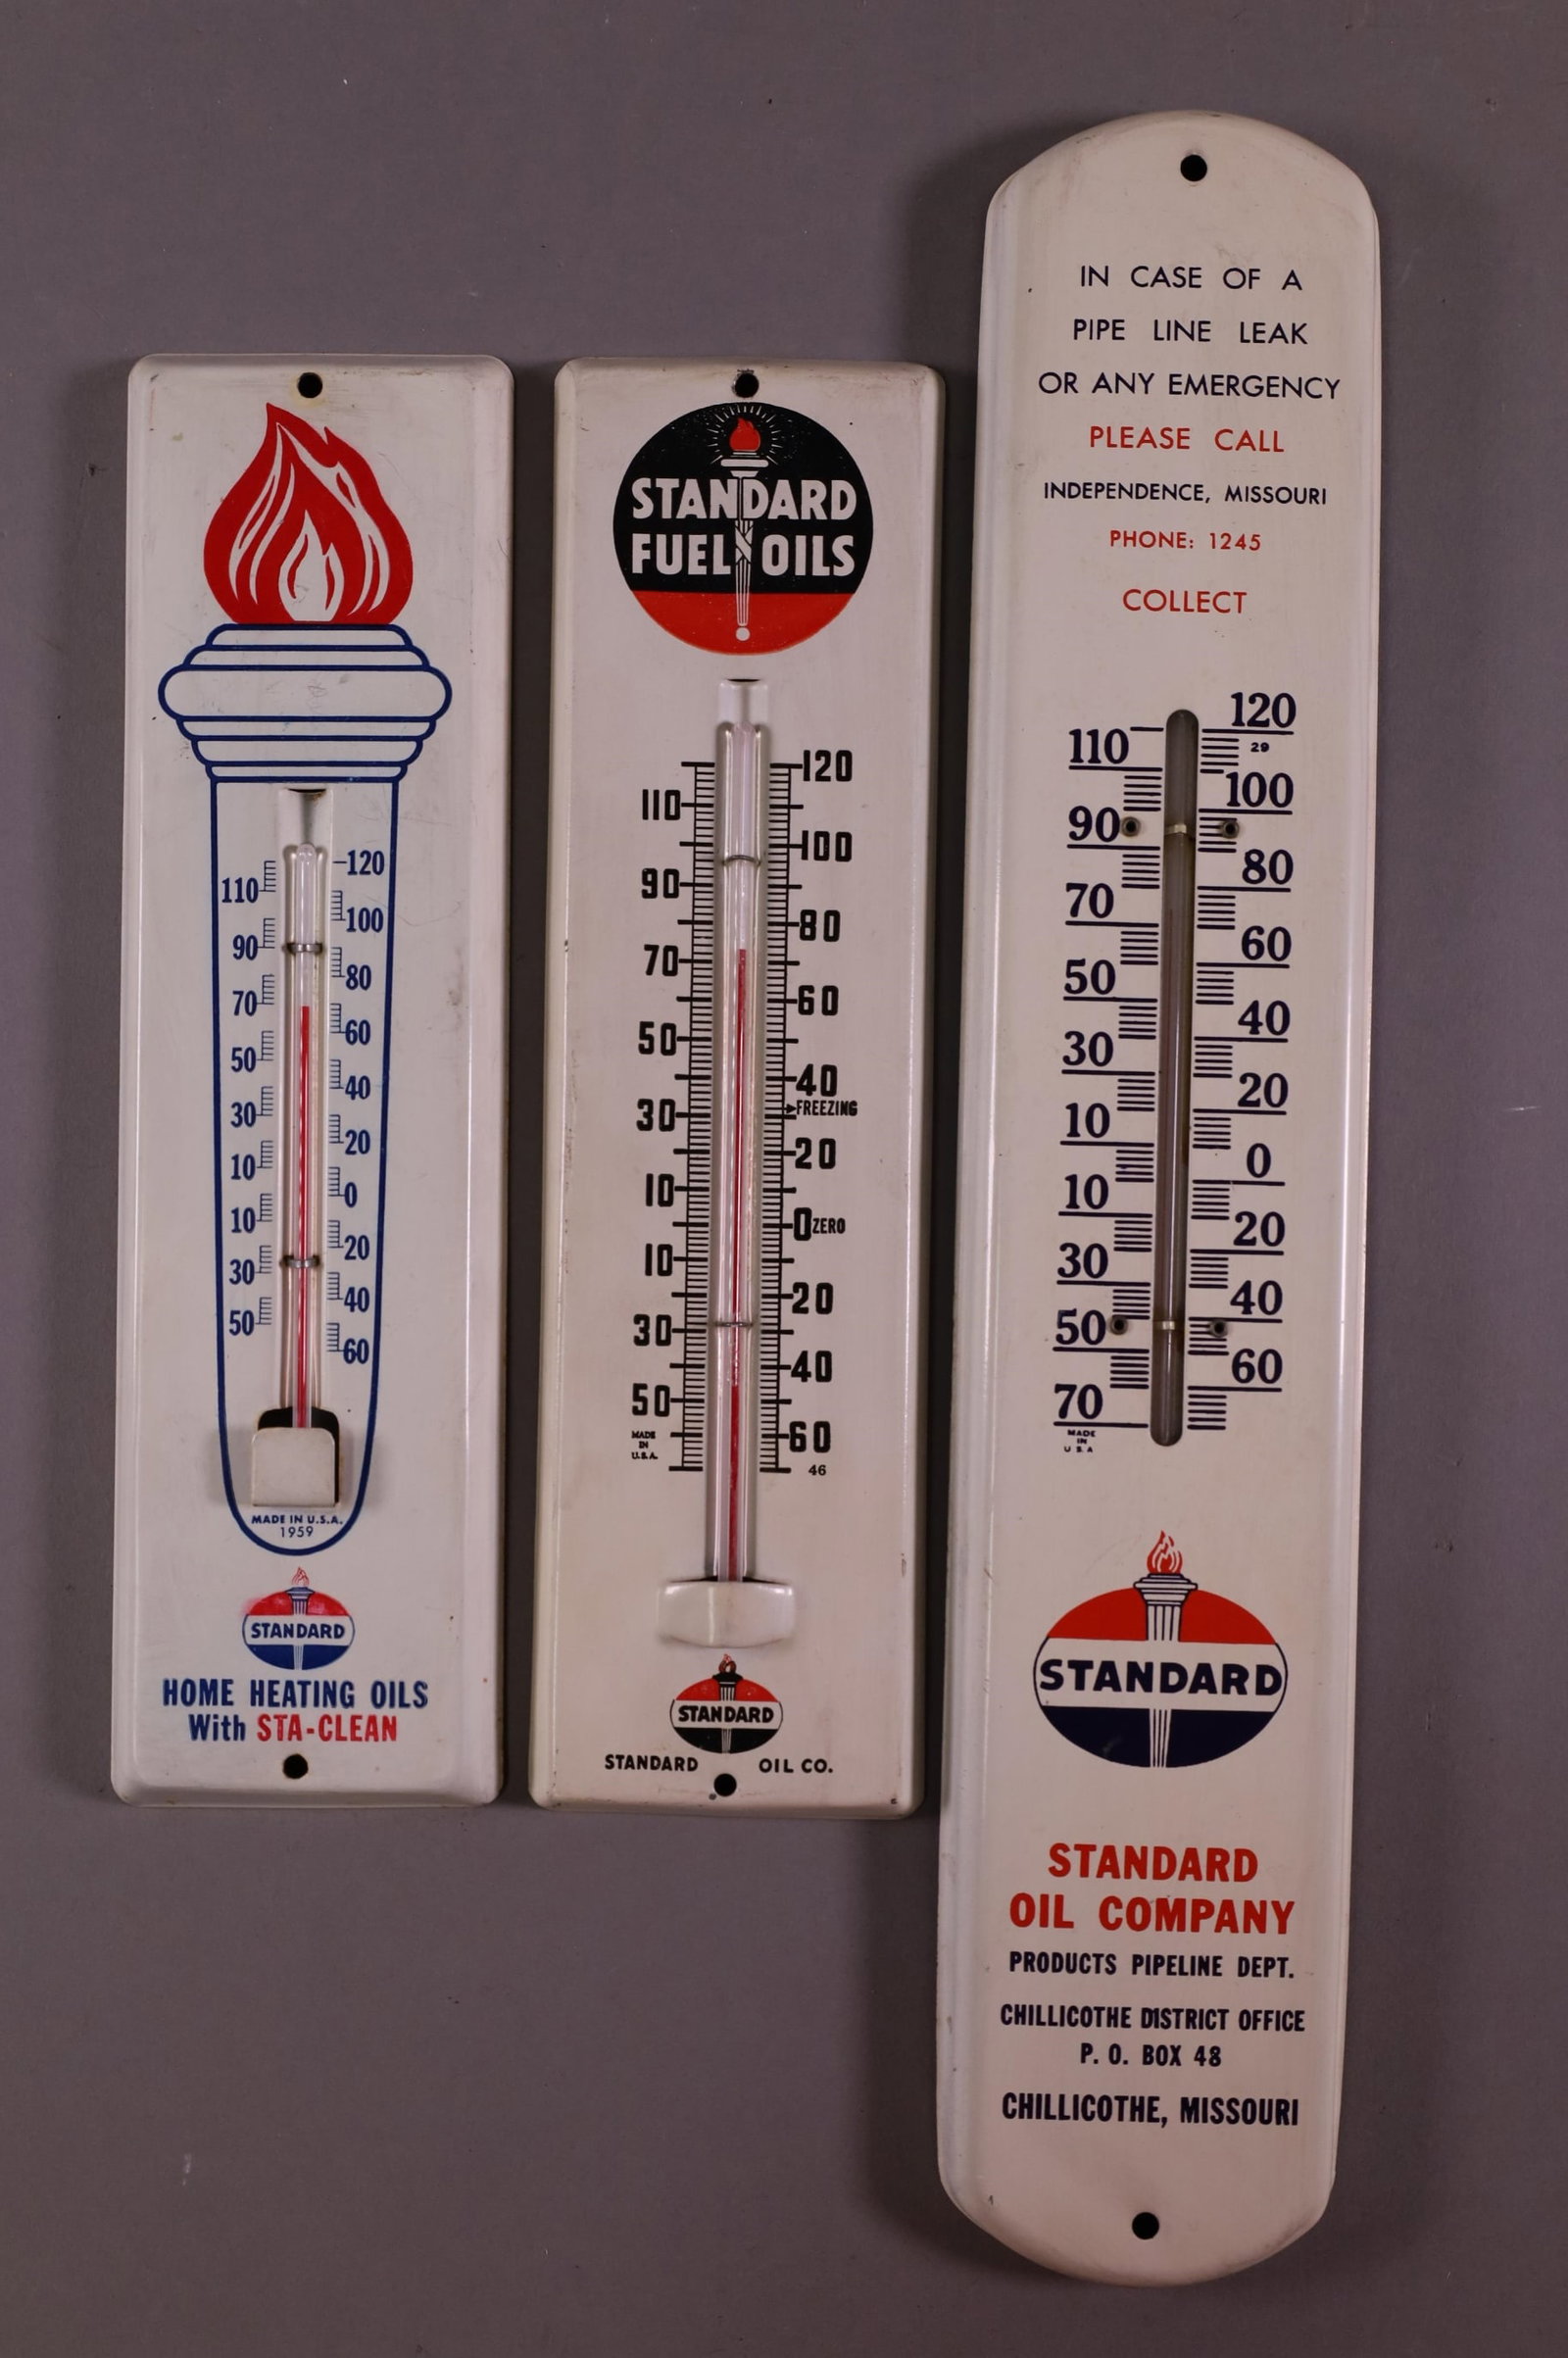 120
110
100
90
80
70
60
50
40
30
20
10
0
10
20
30
40
50
60
MADE IN U.S.A.
1959
STANDARD
HOME HEATING OILS
With STA-CLEAN
STANDARD
FUEL OILS
120
110
100
90
80
70
60
50
40
FREEZING
30
20
10
0 ZERO
10
20
30
40
50
60
MADE
IN
U.S.A.
46
STANDARD
STANDARD OIL CO.
IN CASE OF A
PIPE LINE LEAK
OR ANY EMERGENCY
PLEASE CALL
INDEPENDENCE, MISSOURI
PHONE: 1245
COLLECT
120
110
29
100
90
80
70
60
50
40
30
20
10
0
10
20
30
40
50
60
70
MADE
IN
U S A
STANDARD
STANDARD
OIL COMPANY
PRODUCTS PIPELINE DEPT.
CHILLICOTHE DISTRICT OFFICE
P. O. BOX 48
CHILLICOTHE, MISSOURI